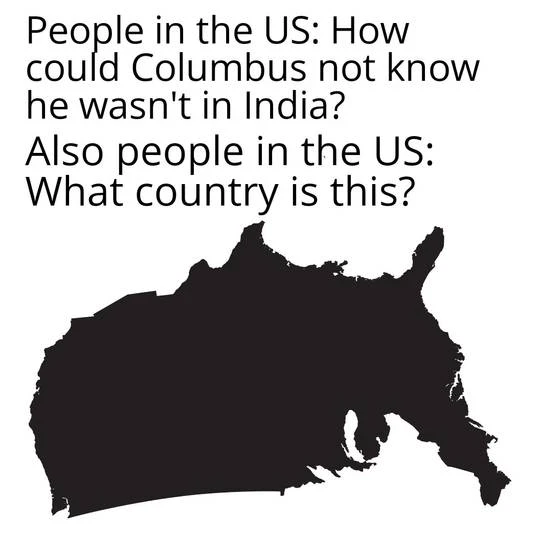 People in the US: How
could Columbus not know
he wasn't in India?
Also people in the US:
What country is this?